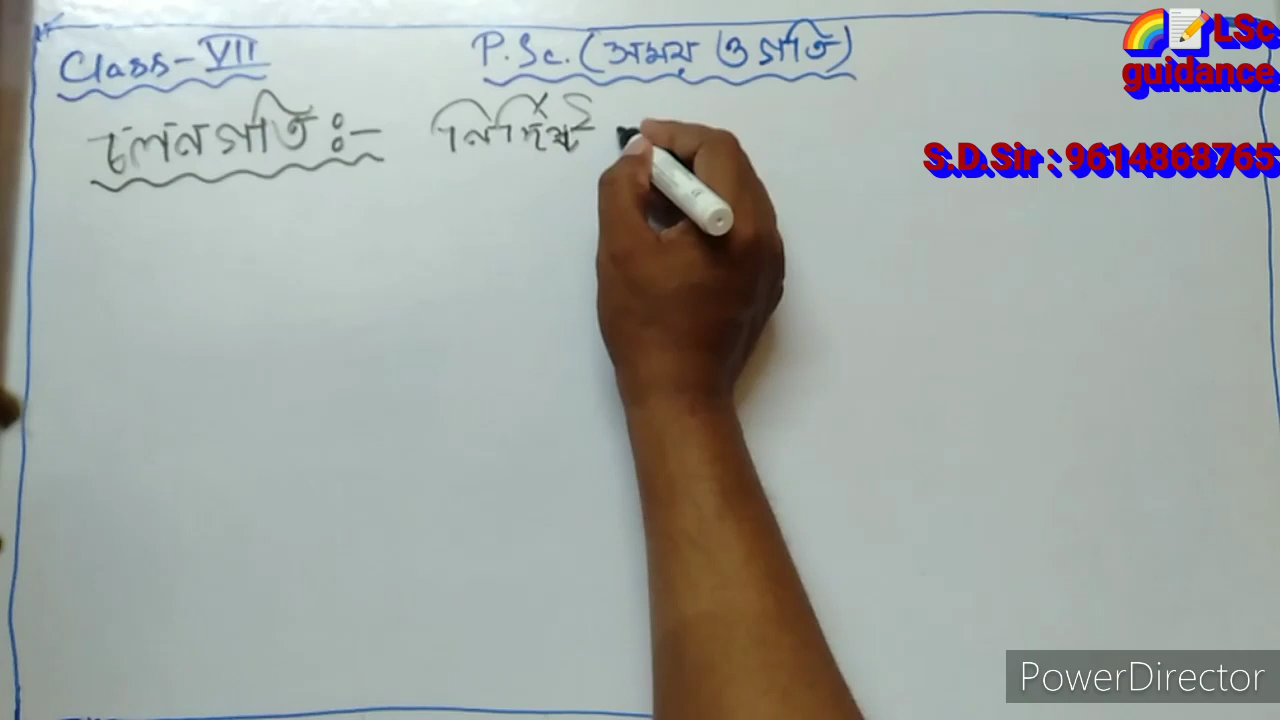 Class- VII
P.Sc. (সময় ও গতি)
🌈📝LSc
guidance
চলনগতি :- নির্দিষ্ট
S.D.Sir : 9614868765
PowerDirector